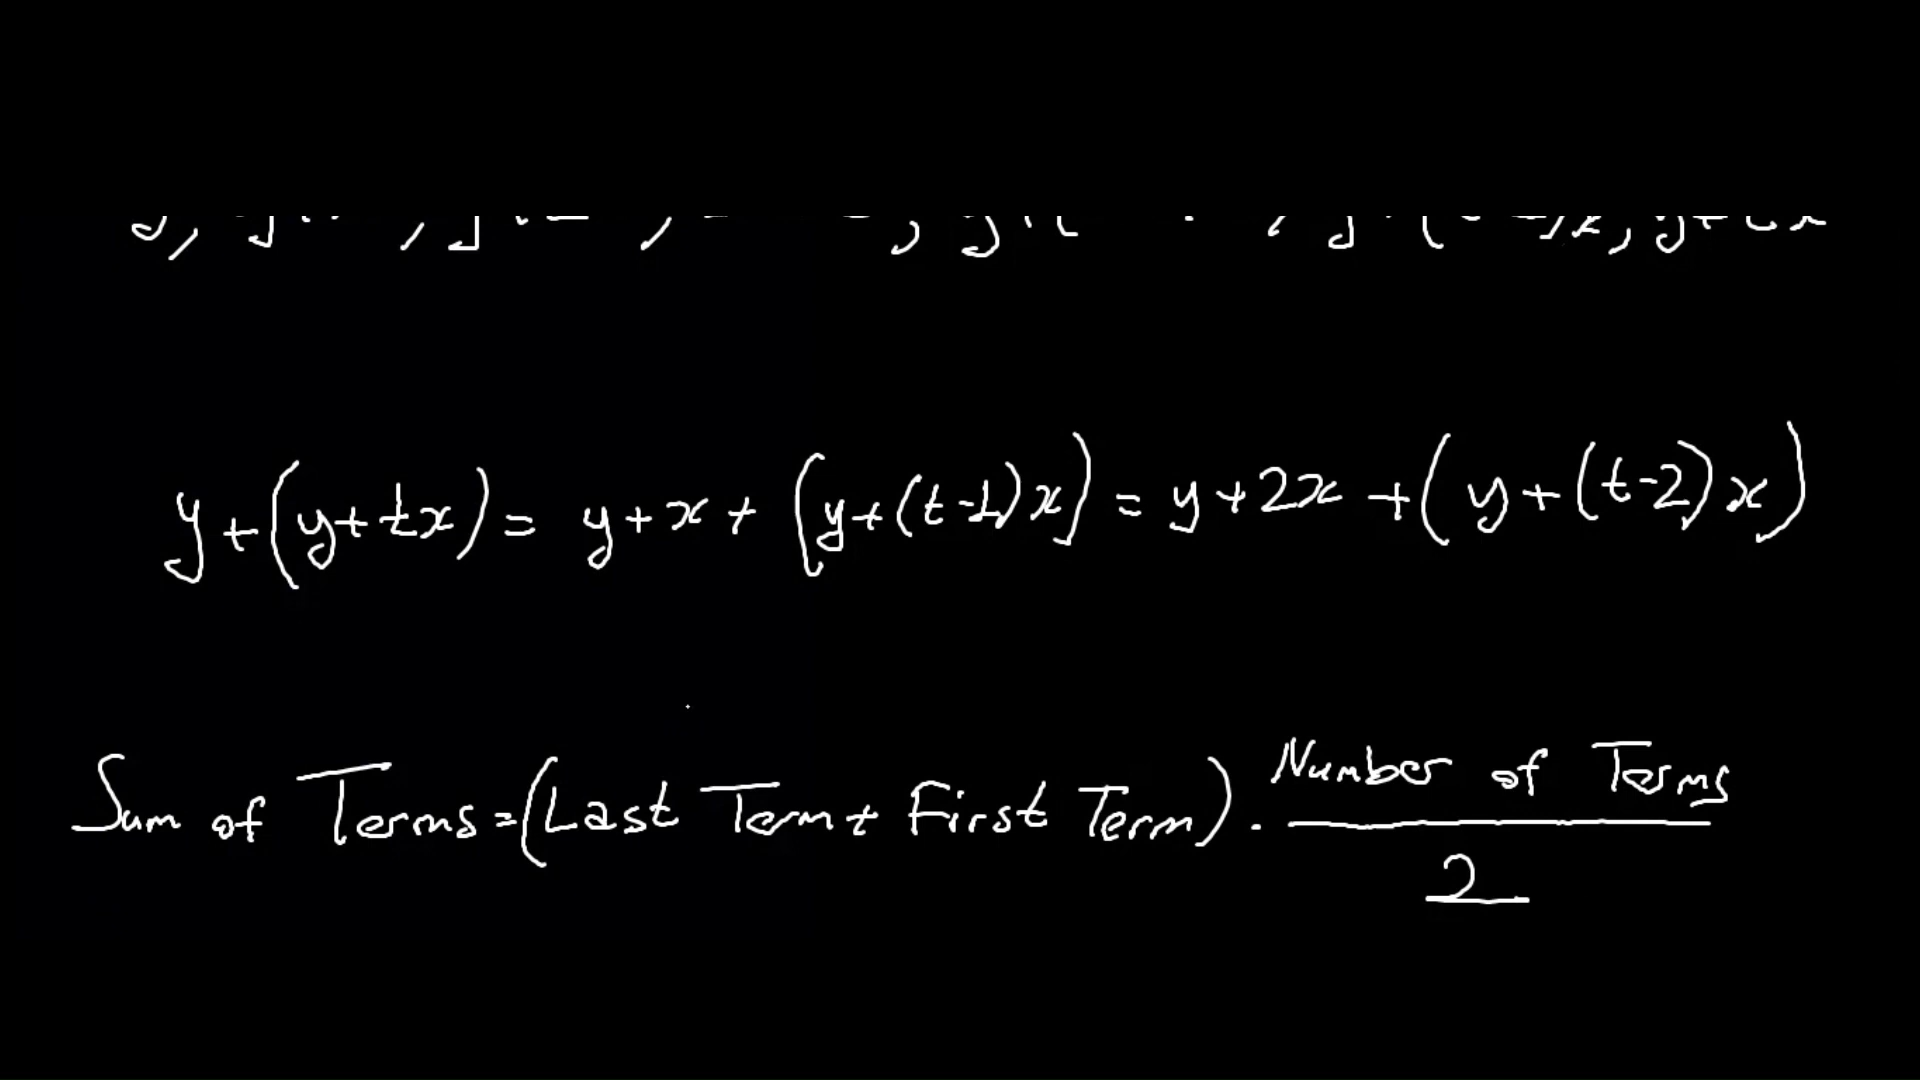 y+(y+tx)= y+x+ (y+(t-1)x)= y+2x +(y+(t-2)x)
Sum of Terms=(Last Term+ First Term). Number of Terms
2